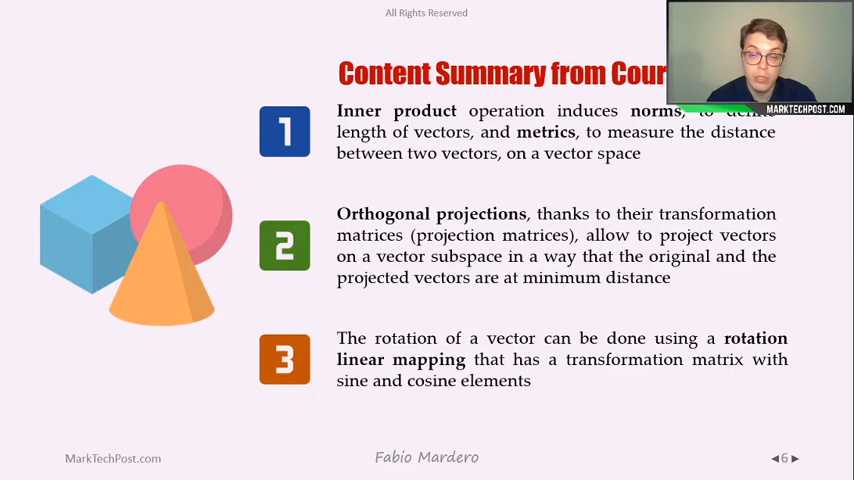 All Rights Reserved
Content Summary from Cour
MARKTECHPOST.COM
1
Inner product operation induces norms, to define
length of vectors, and metrics, to measure the distance
between two vectors, on a vector space
2
Orthogonal projections, thanks to their transformation
matrices (projection matrices), allow to project vectors
on a vector subspace in a way that the original and the
projected vectors are at minimum distance
3
The rotation of a vector can be done using a rotation
linear mapping that has a transformation matrix with
sine and cosine elements
MarkTechPost.com
Fabio Mardero
◄6►